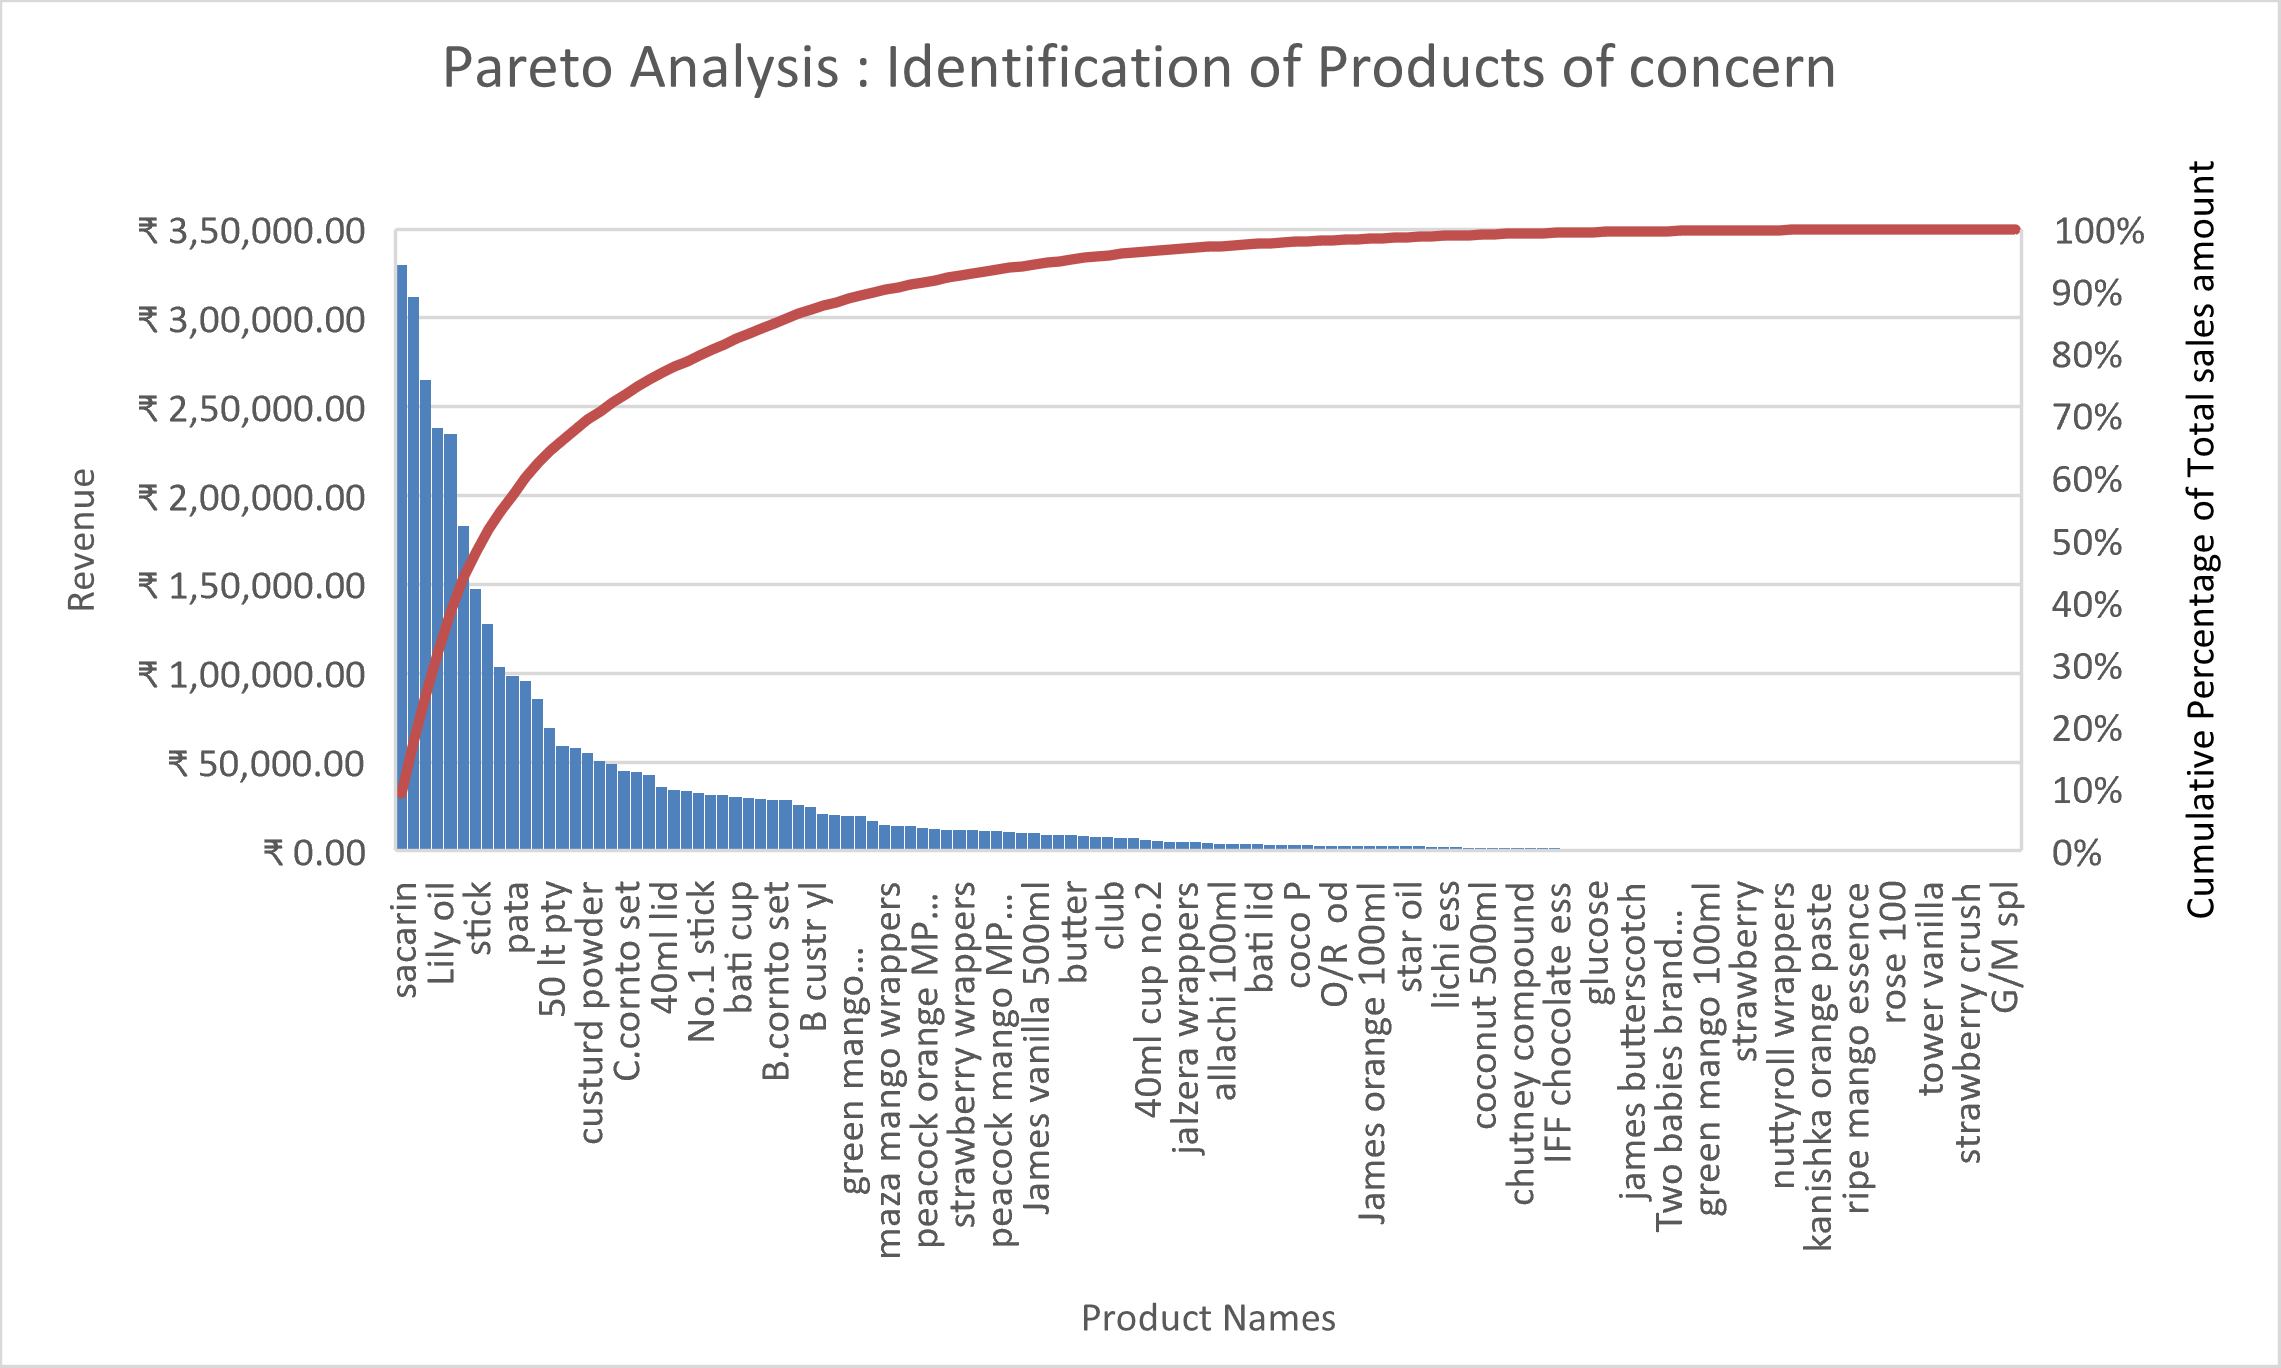 Pareto Analysis : Identification of Products of concern
Revenue
₹ 3,50,000.00
₹ 3,00,000.00
₹ 2,50,000.00
₹ 2,00,000.00
₹ 1,50,000.00
₹ 1,00,000.00
₹ 50,000.00
₹ 0.00
100%
90%
80%
70%
60%
50%
40%
30%
20%
10%
0%
Cumulative Percentage of Total sales amount
sacarin
Lily oil
stick
pata
50 lt pty
custurd powder
C.cornto set
40ml lid
No.1 stick
bati cup
B.cornto set
B custr yl
green mango...
maza mango wrappers
peacock orange MP...
strawberry wrappers
peacock mango MP...
James vanilla 500ml
butter
club
40ml cup no.2
jalzera wrappers
allachi 100ml
bati lid
coco P
O/R od
James orange 100ml
star oil
lichi ess
coconut 500ml
chutney compound
IFF chocolate ess
glucose
james butterscotch
Two babies brand...
green mango 100ml
strawberry
nuttyroll wrappers
kanishka orange paste
ripe mango essence
rose 100
tower vanilla
strawberry crush
G/M spl
Product Names